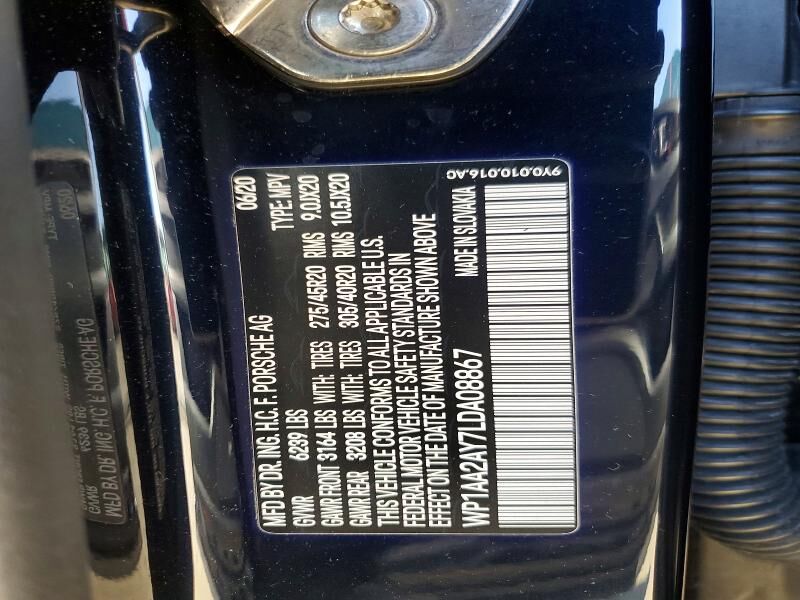 MFD BY DR. ING. H.C. F. PORSCHE AG 06/20
GVWR 6239 LBS TYPE: MPV
GAWR FRONT 3164 LBS WITH: TIRES 275/45R20 RIMS 9.0JX20
GAWR REAR 3208 LBS WITH: TIRES 305/40R20 RIMS 10.5JX20
THIS VEHICLE CONFORMS TO ALL APPLICABLE U.S.
FEDERAL MOTOR VEHICLE SAFETY STANDARDS IN
EFFECT ON THE DATE OF MANUFACTURE SHOWN ABOVE
WP1AA2AY7LDA08867 MADE IN SLOVAKIA
9Y0.010.016.AC